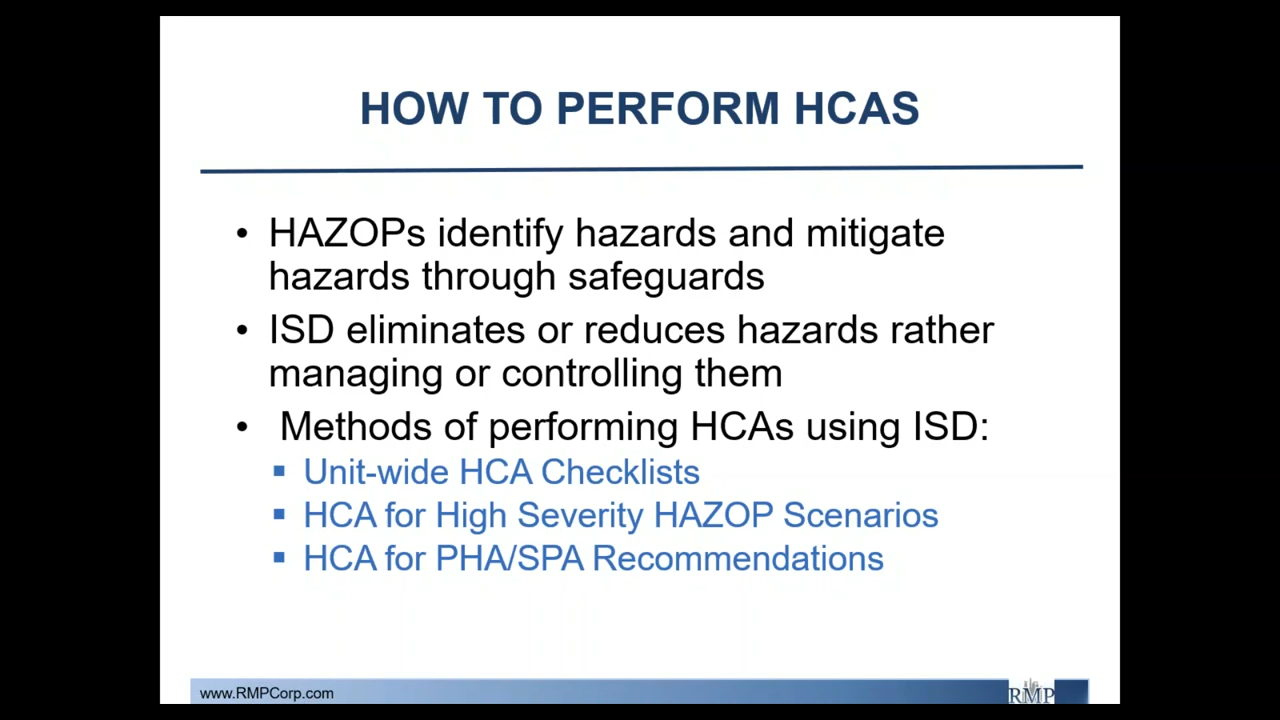 HOW TO PERFORM HCAS
• HAZOPs identify hazards and mitigate
hazards through safeguards
• ISD eliminates or reduces hazards rather
managing or controlling them
• Methods of performing HCAs using ISD:
▪ Unit-wide HCA Checklists
▪ HCA for High Severity HAZOP Scenarios
▪ HCA for PHA/SPA Recommendations
www.RMPCorp.com
RMP